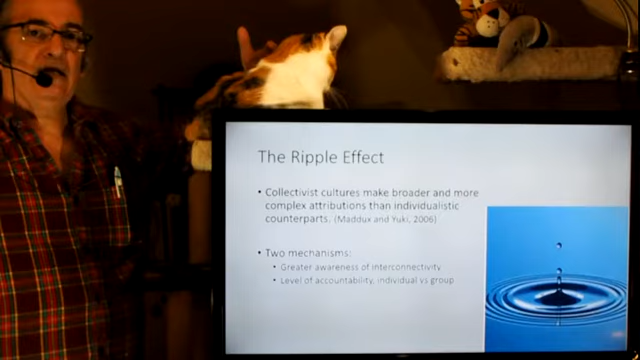 The Ripple Effect
• Collectivist cultures make broader and more
complex attributions than individualistic
counterparts. (Maddux and Yuki, 2006)
• Two mechanisms:
• Greater awareness of interconnectivity
• Level of accountability, individual vs group